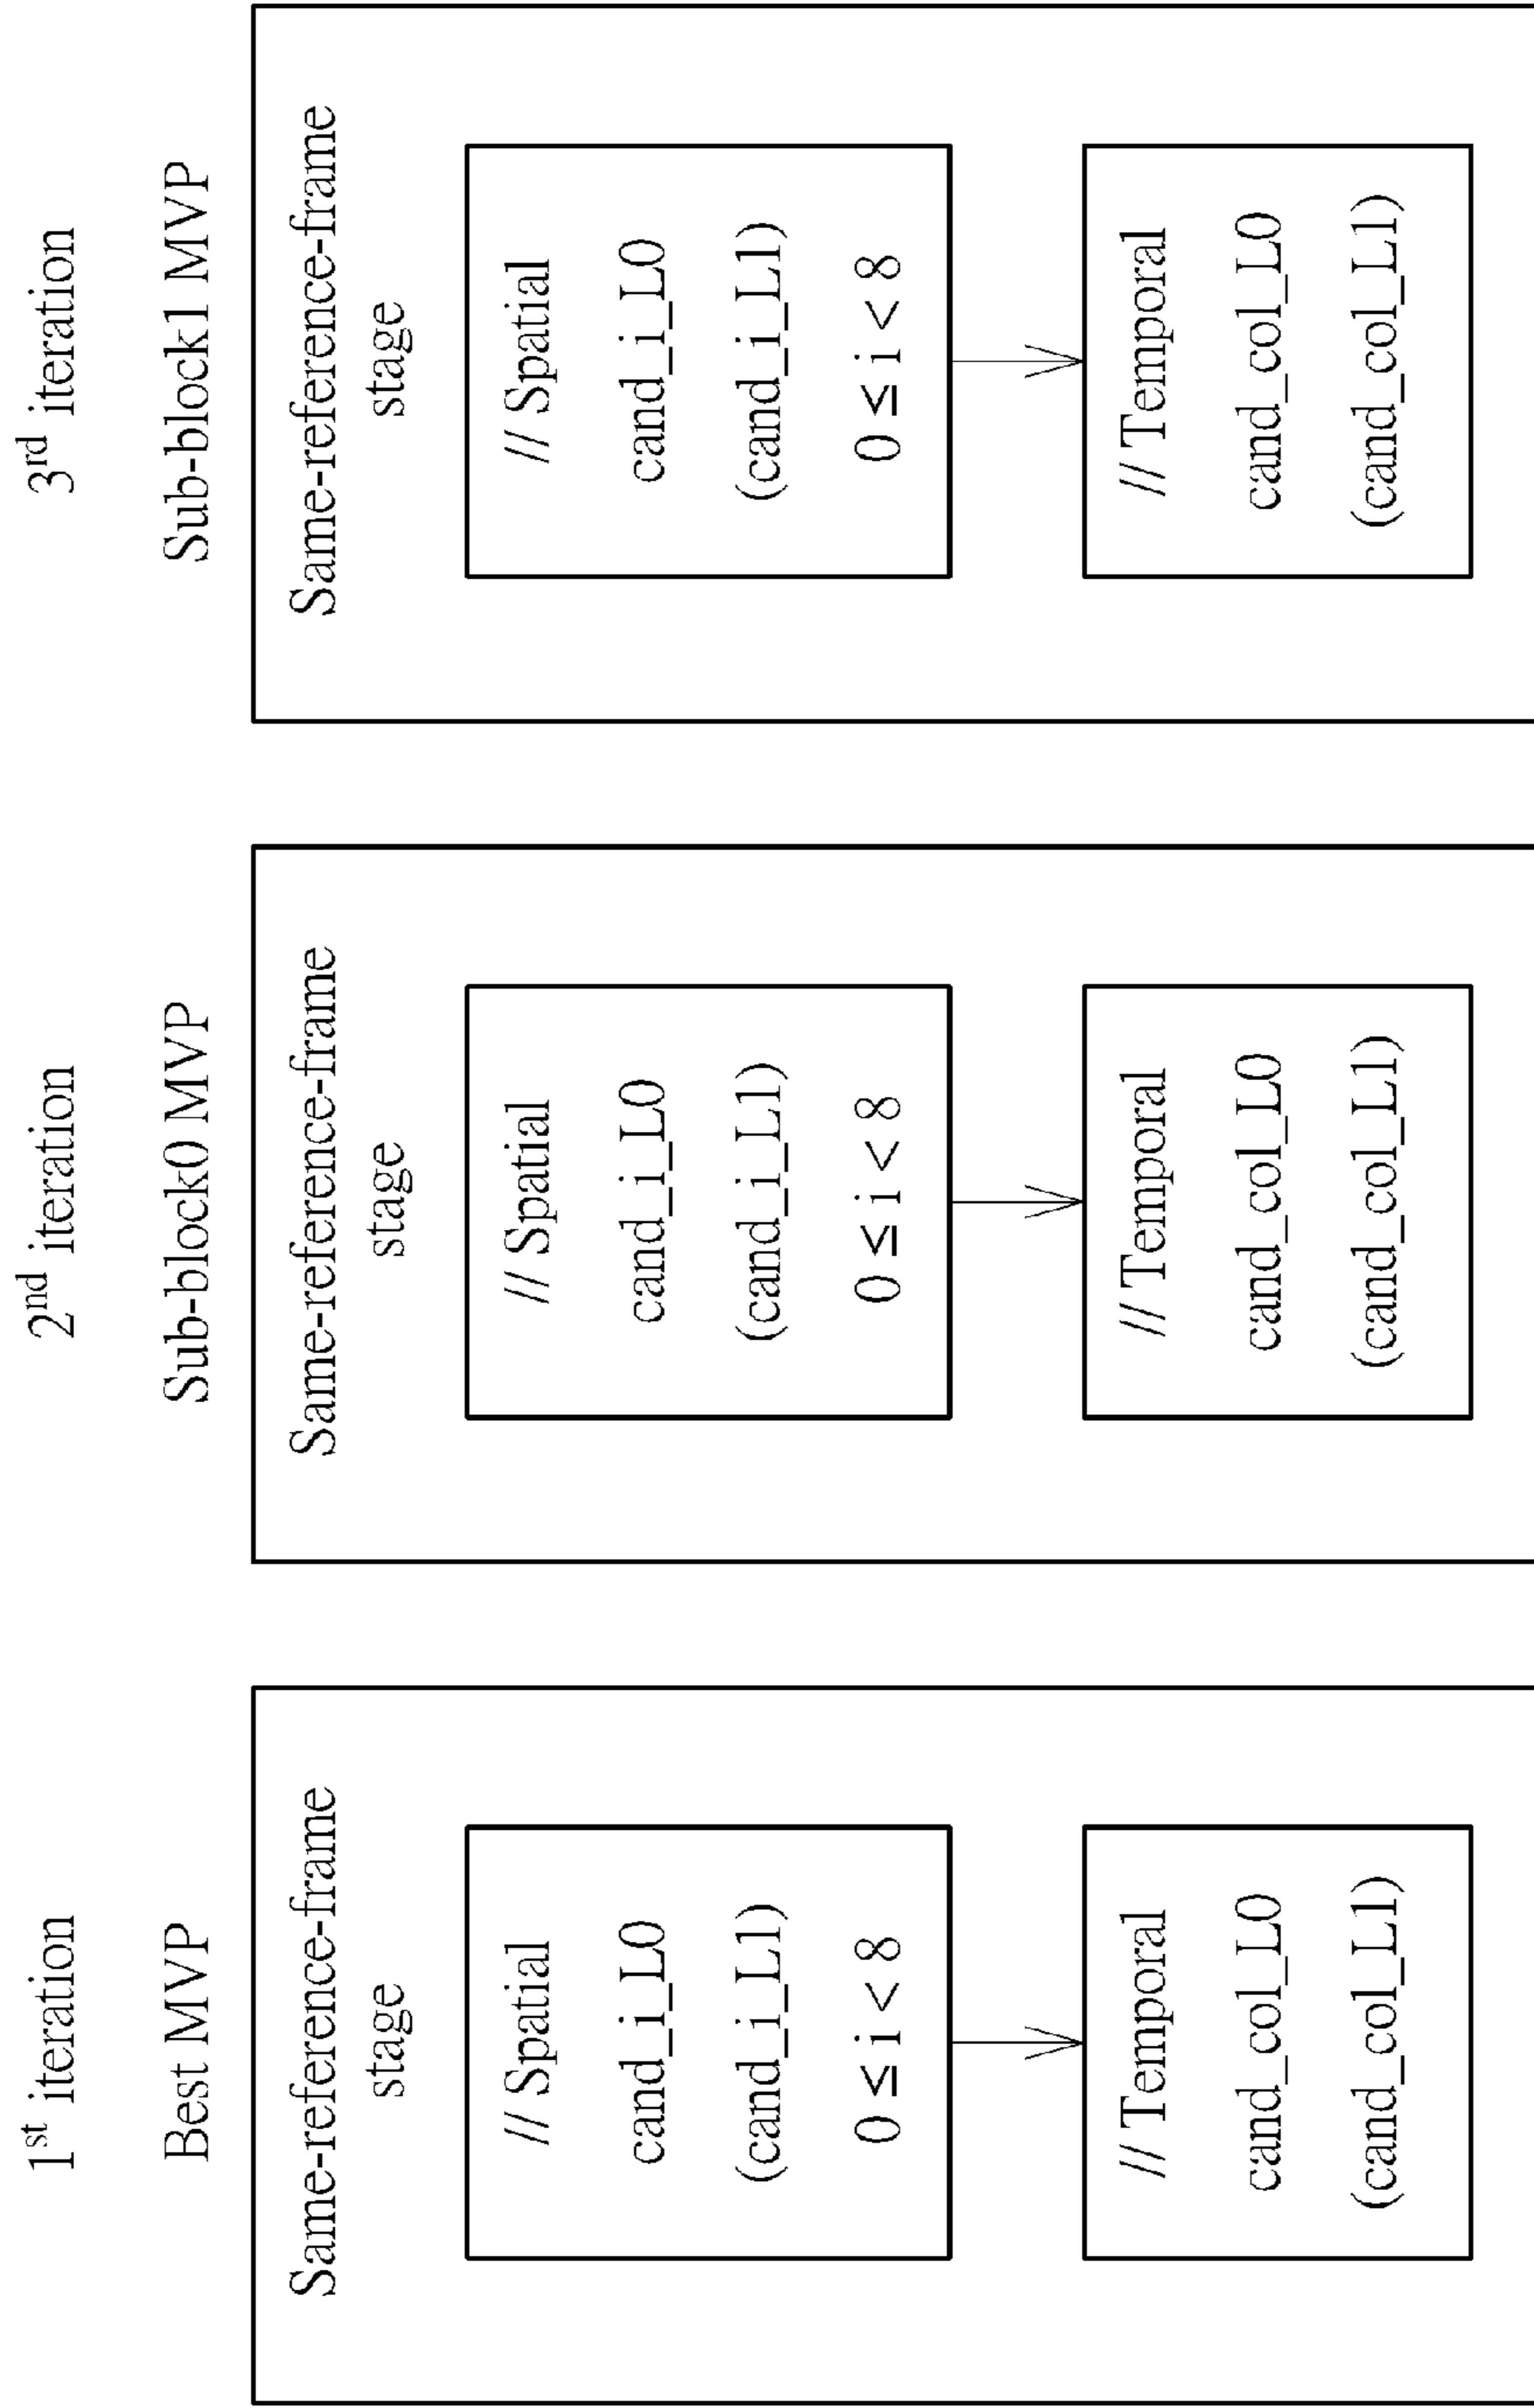 1st iteration
Best MVP
Same-reference-frame
stage
// Spatial
cand_i_L0
(cand_i_L1)
0 ≤ i < 8
// Temporal
cand_col_L0
(cand_col_L1)
2nd iteration
Sub-block0 MVP
Same-reference-frame
stage
// Spatial
cand_i_L0
(cand_i_L1)
0 ≤ i < 8
// Temporal
cand_col_L0
(cand_col_L1)
3rd iteration
Sub-block1 MVP
Same-reference-frame
stage
// Spatial
cand_i_L0
(cand_i_L1)
0 ≤ i < 8
// Temporal
cand_col_L0
(cand_col_L1)